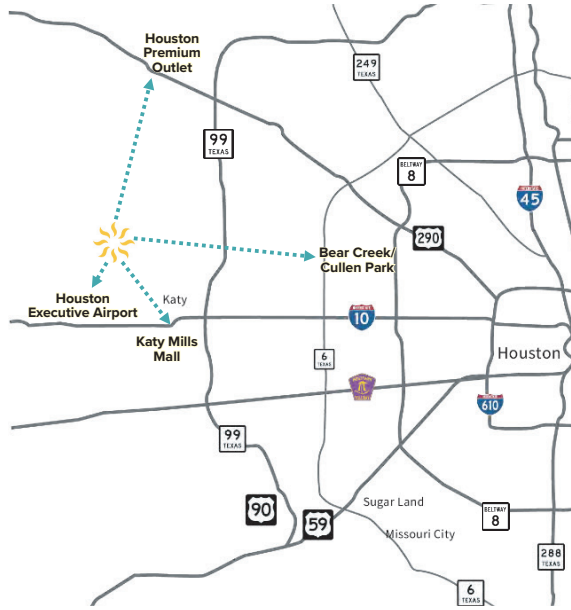 Houston
Premium
Outlet
249
TEXAS
99
TEXAS
BELTWAY
8
45
290
Bear Creek/
Cullen Park
Houston
Executive Airport
Katy
10
Katy Mills
Mall
Houston
6
TEXAS
610
99
TEXAS
90
59
Sugar Land
BELTWAY
8
Missouri City
288
TEXAS
6
TEXAS